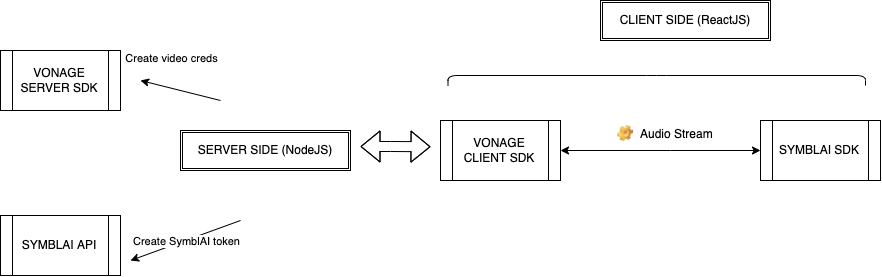 CLIENT SIDE (ReactJS)
Create video creds
VONAGE
SERVER SDK
SERVER SIDE (NodeJS)
VONAGE
CLIENT SDK
Audio Stream
SYMBLAI SDK
SYMBLAI API
Create SymblAI token